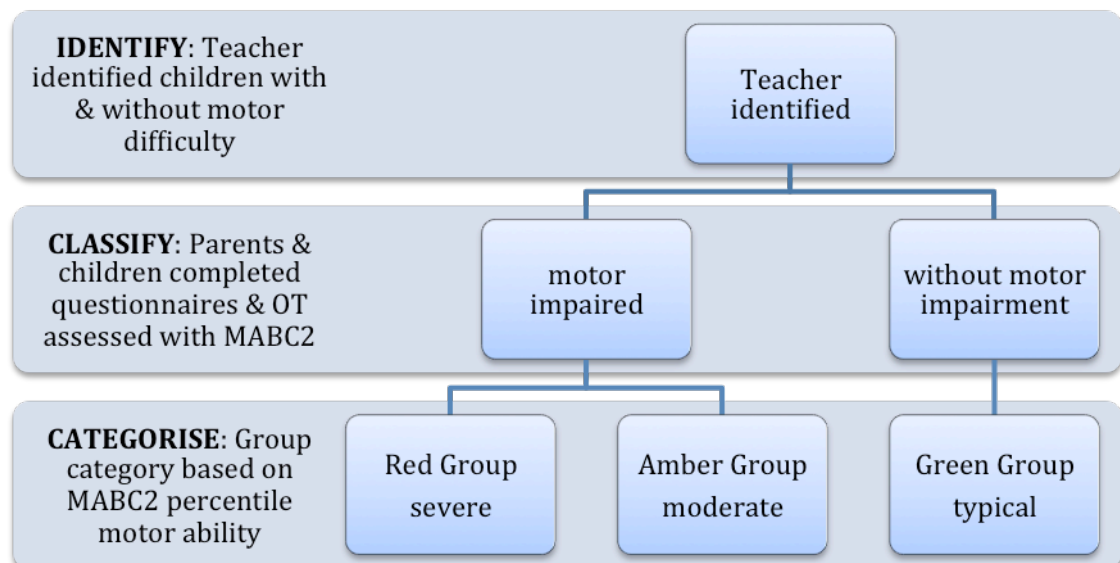 IDENTIFY: Teacher
identified children with
& without motor
difficulty
Teacher
identified
CLASSIFY: Parents &
children completed
questionnaires & OT
assessed with MABC2
motor
impaired
without motor
impairment
CATEGORISE: Group
category based on
MABC2 percentile
motor ability
Red Group
severe
Amber Group
moderate
Green Group
typical